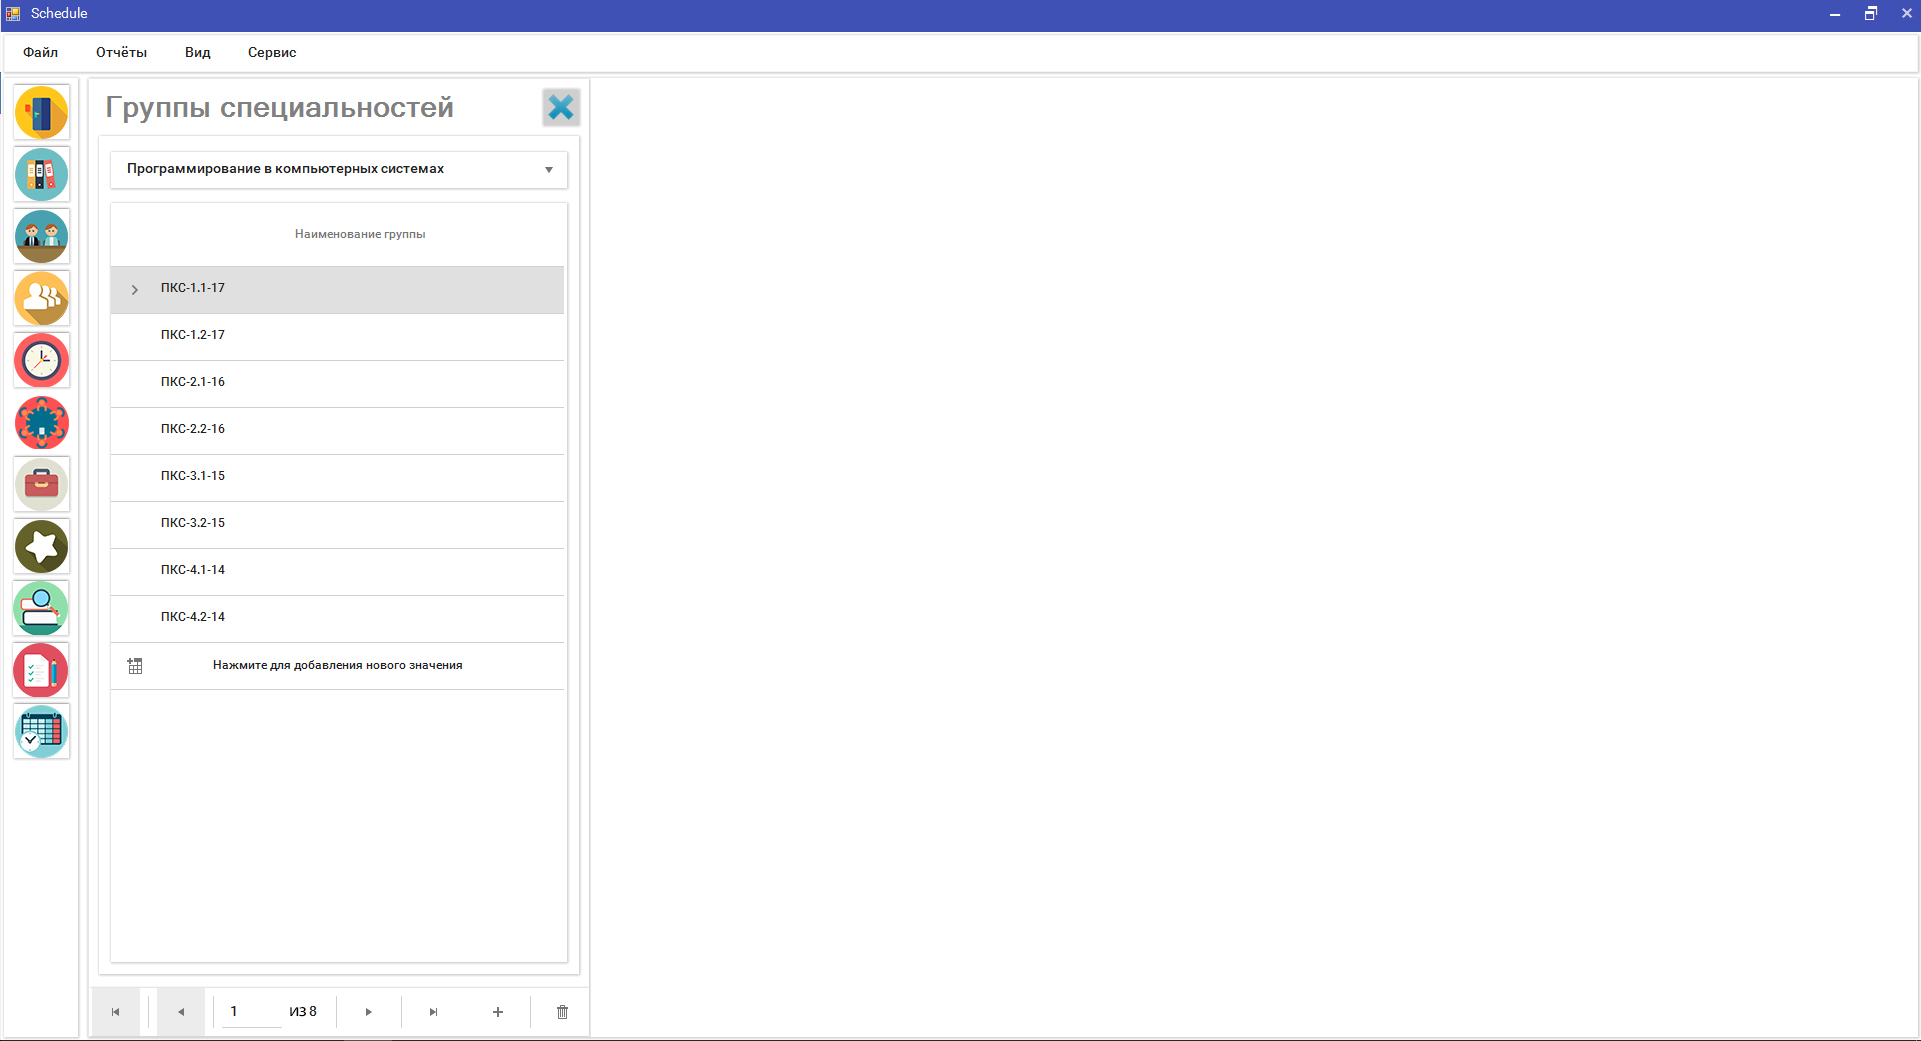 Schedule
Файл Отчёты Вид Сервис
Группы специальностей
Программирование в компьютерных системах
Наименование группы
ПКС-1.1-17
ПКС-1.2-17
ПКС-2.1-16
ПКС-2.2-16
ПКС-3.1-15
ПКС-3.2-15
ПКС-4.1-14
ПКС-4.2-14
Нажмите для добавления нового значения
1 из 8